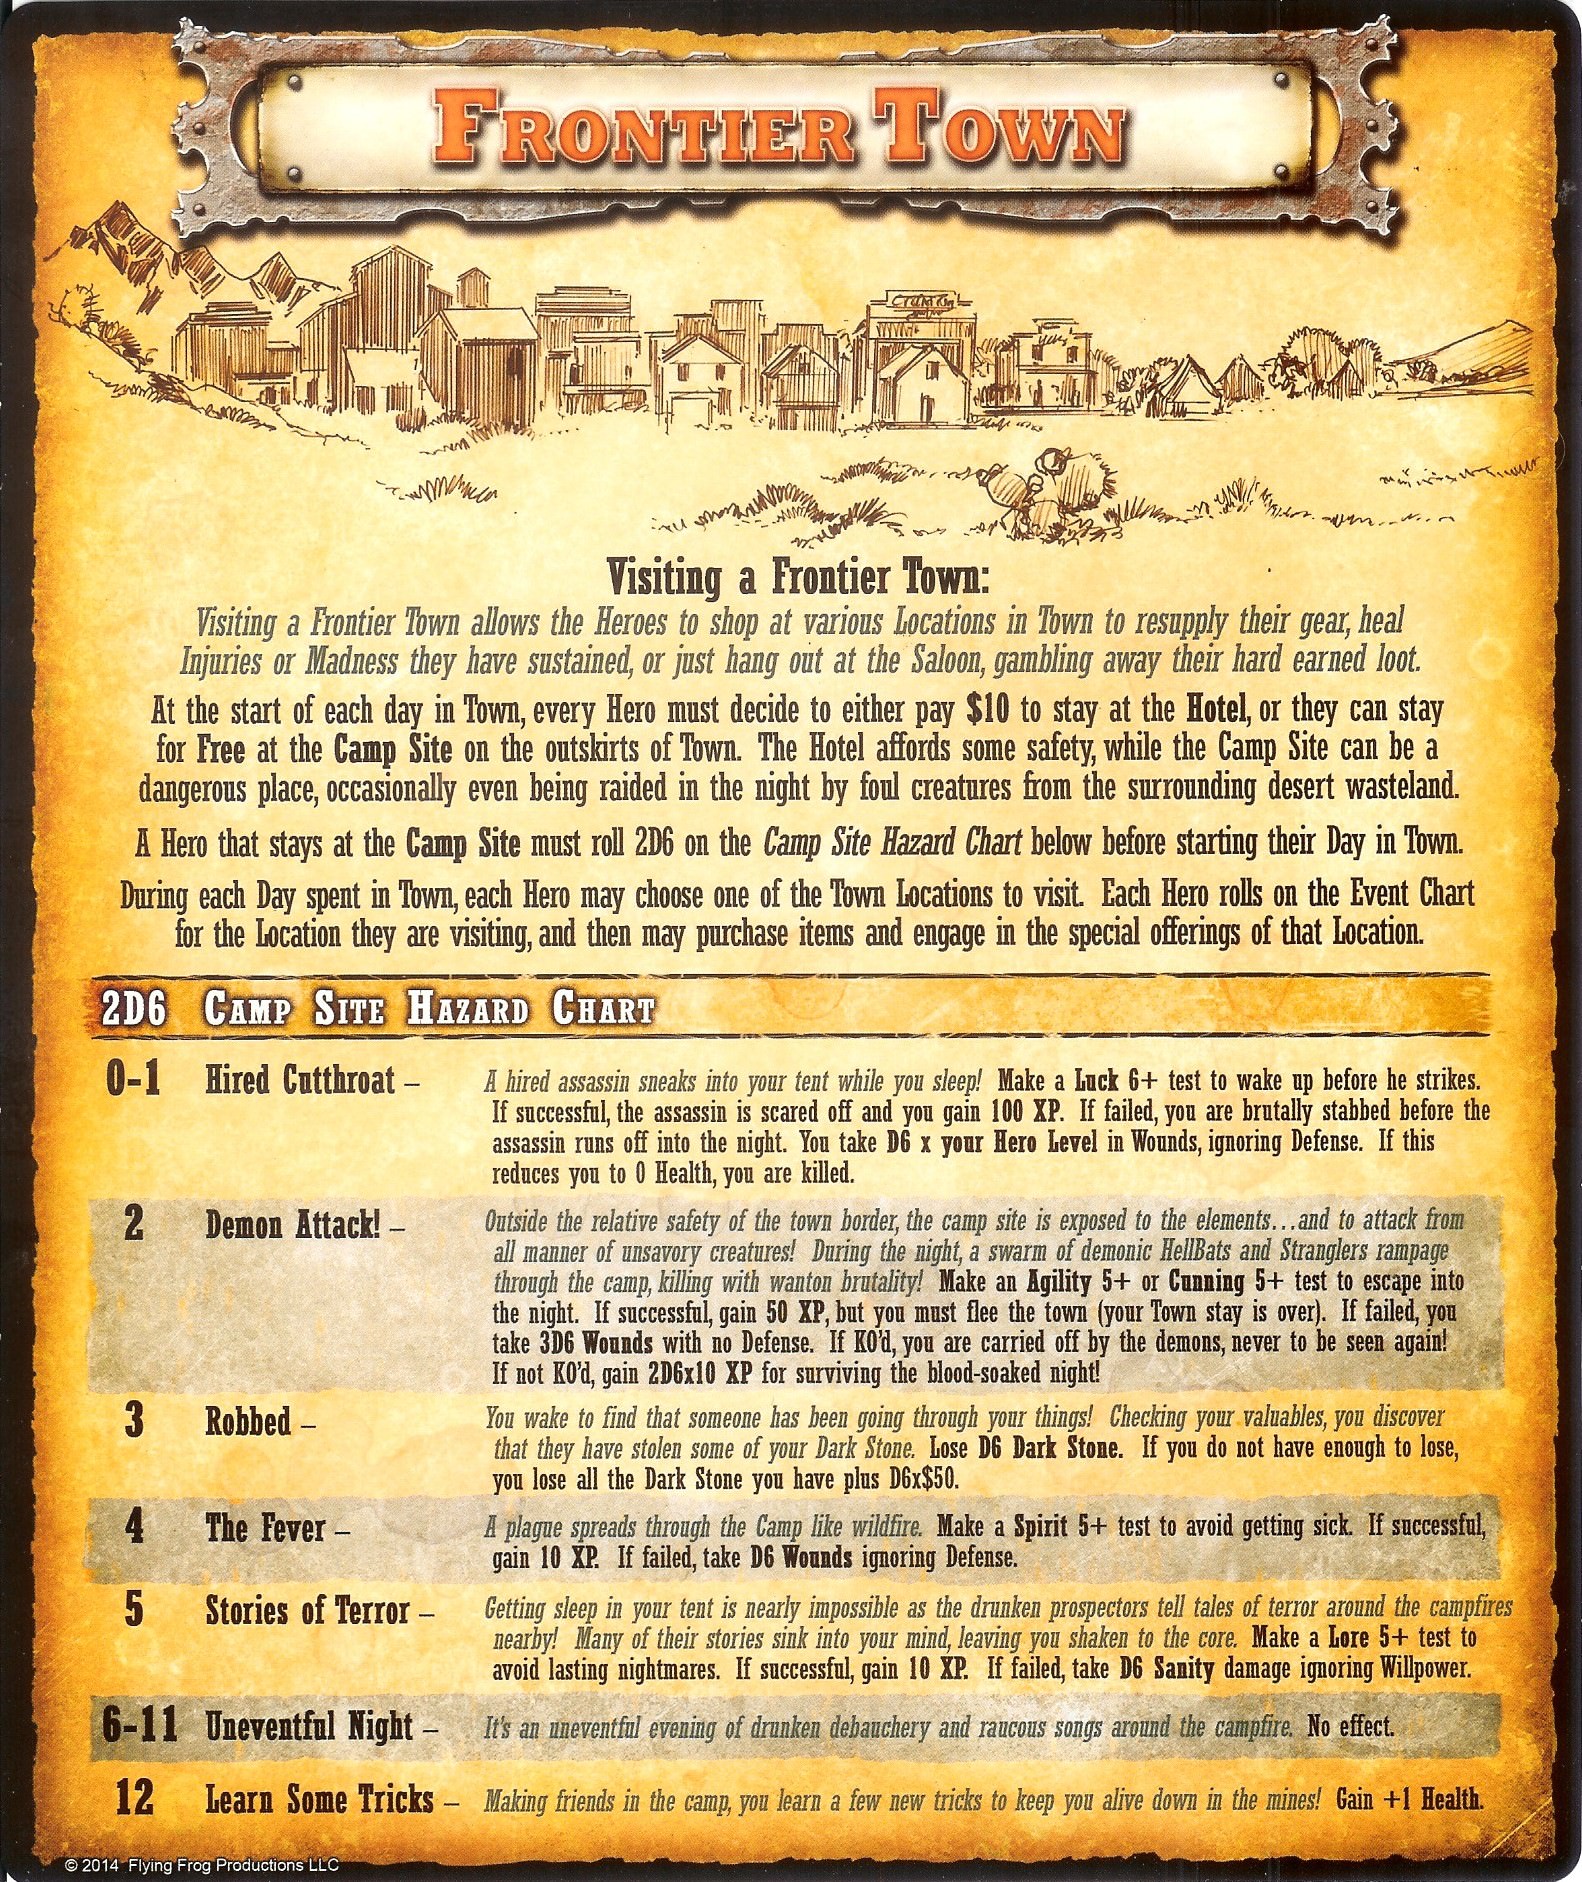 FRONTIER TOWN
Visiting a Frontier Town:
Visiting a Frontier Town allows the Heroes to shop at various Locations in Town to resupply their gear, heal
Injuries or Madness they have sustained, or just hang out at the Saloon, gambling away their hard earned loot.
At the start of each day in Town, every Hero must decide to either pay $10 to stay at the Hotel, or they can stay
for Free at the Camp Site on the outskirts of Town. The Hotel affords some safety, while the Camp Site can be a
dangerous place, occasionally even being raided in the night by foul creatures from the surrounding desert wasteland.
A Hero that stays at the Camp Site must roll 2D6 on the Camp Site Hazard Chart below before starting their Day in Town.
During each Day spent in Town, each Hero may choose one of the Town Locations to visit. Each Hero rolls on the Event Chart
for the Location they are visiting, and then may purchase items and engage in the special offerings of that Location.
2D6 CAMP SITE HAZARD CHART
0-1 Hired Cutthroat – A hired assassin sneaks into your tent while you sleep! Make a Luck 6+ test to wake up before he strikes.
If successful, the assassin is scared off and you gain 100 XP. If failed, you are brutally stabbed before the
assassin runs off into the night. You take D6 x your Hero Level in Wounds, ignoring Defense. If this
reduces you to 0 Health, you are killed.
2 Demon Attack! – Outside the relative safety of the town border, the camp site is exposed to the elements...and to attack from
all manner of unsavory creatures! During the night, a swarm of demonic HellBats and Stranglers rampage
through the camp, killing with wanton brutality! Make an Agility 5+ or Cunning 5+ test to escape into
the night. If successful, gain 50 XP, but you must flee the town (your Town stay is over). If failed, you
take 3D6 Wounds with no Defense. If KO'd, you are carried off by the demons, never to be seen again!
If not KO'd, gain 2D6x10 XP for surviving the blood-soaked night!
3 Robbed – You wake to find that someone has been going through your things! Checking your valuables, you discover
that they have stolen some of your Dark Stone. Lose D6 Dark Stone. If you do not have enough to lose,
you lose all the Dark Stone you have plus D6x$50.
4 The Fever – A plague spreads through the Camp like wildfire. Make a Spirit 5+ test to avoid getting sick. If successful,
gain 10 XP. If failed, take D6 Wounds ignoring Defense.
5 Stories of Terror – Getting sleep in your tent is nearly impossible as the drunken prospectors tell tales of terror around the campfires
nearby! Many of their stories sink into your mind, leaving you shaken to the core. Make a Lore 5+ test to
avoid lasting nightmares. If successful, gain 10 XP. If failed, take D6 Sanity damage ignoring Willpower.
6-11 Uneventful Night – It's an uneventful evening of drunken debauchery and raucous songs around the campfire. No effect.
12 Learn Some Tricks – Making friends in the camp, you learn a few new tricks to keep you alive down in the mines! Gain +1 Health.
© 2014 Flying Frog Productions LLC